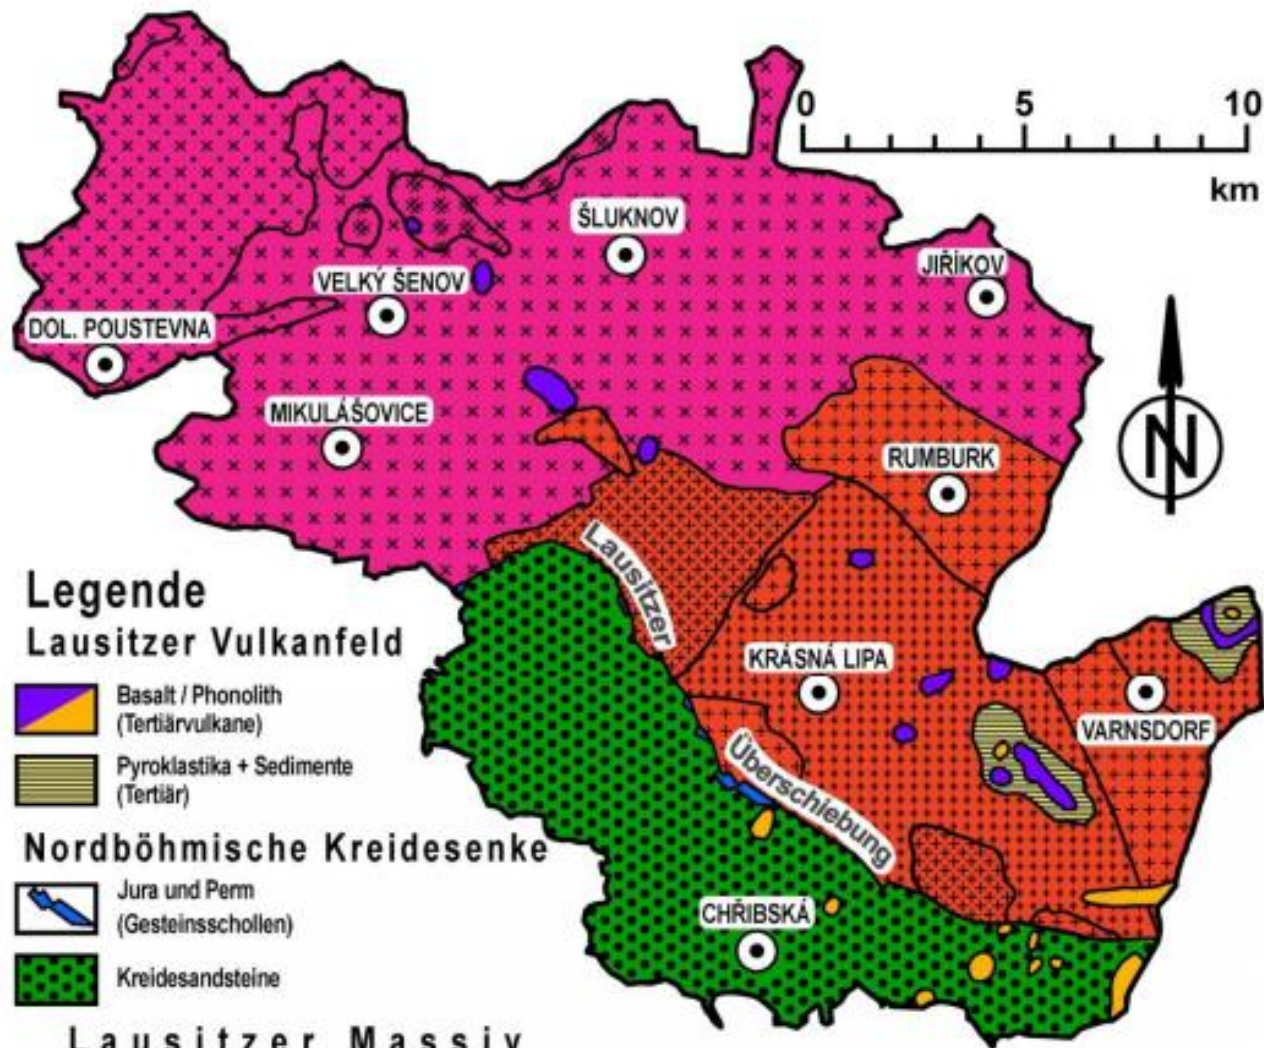 0 5 10
km
ŠLUKNOV
JIŘÍKOV
VELKÝ ŠENOV
DOL. POUSTEVNA
MIKULÁŠOVICE
RUMBURK
N
Lausitzer
KRÁSNÁ LIPA
VARNSDORF
Überschiebung
CHŘIBSKÁ
Legende
Lausitzer Vulkanfeld
Basalt / Phonolith
(Tertiärvulkane)
Pyroklastika + Sedimente
(Tertiär)
Nordböhmische Kreidesenke
Jura und Perm
(Gesteinsschollen)
Kreidesandsteine
Lausitzer Massiv